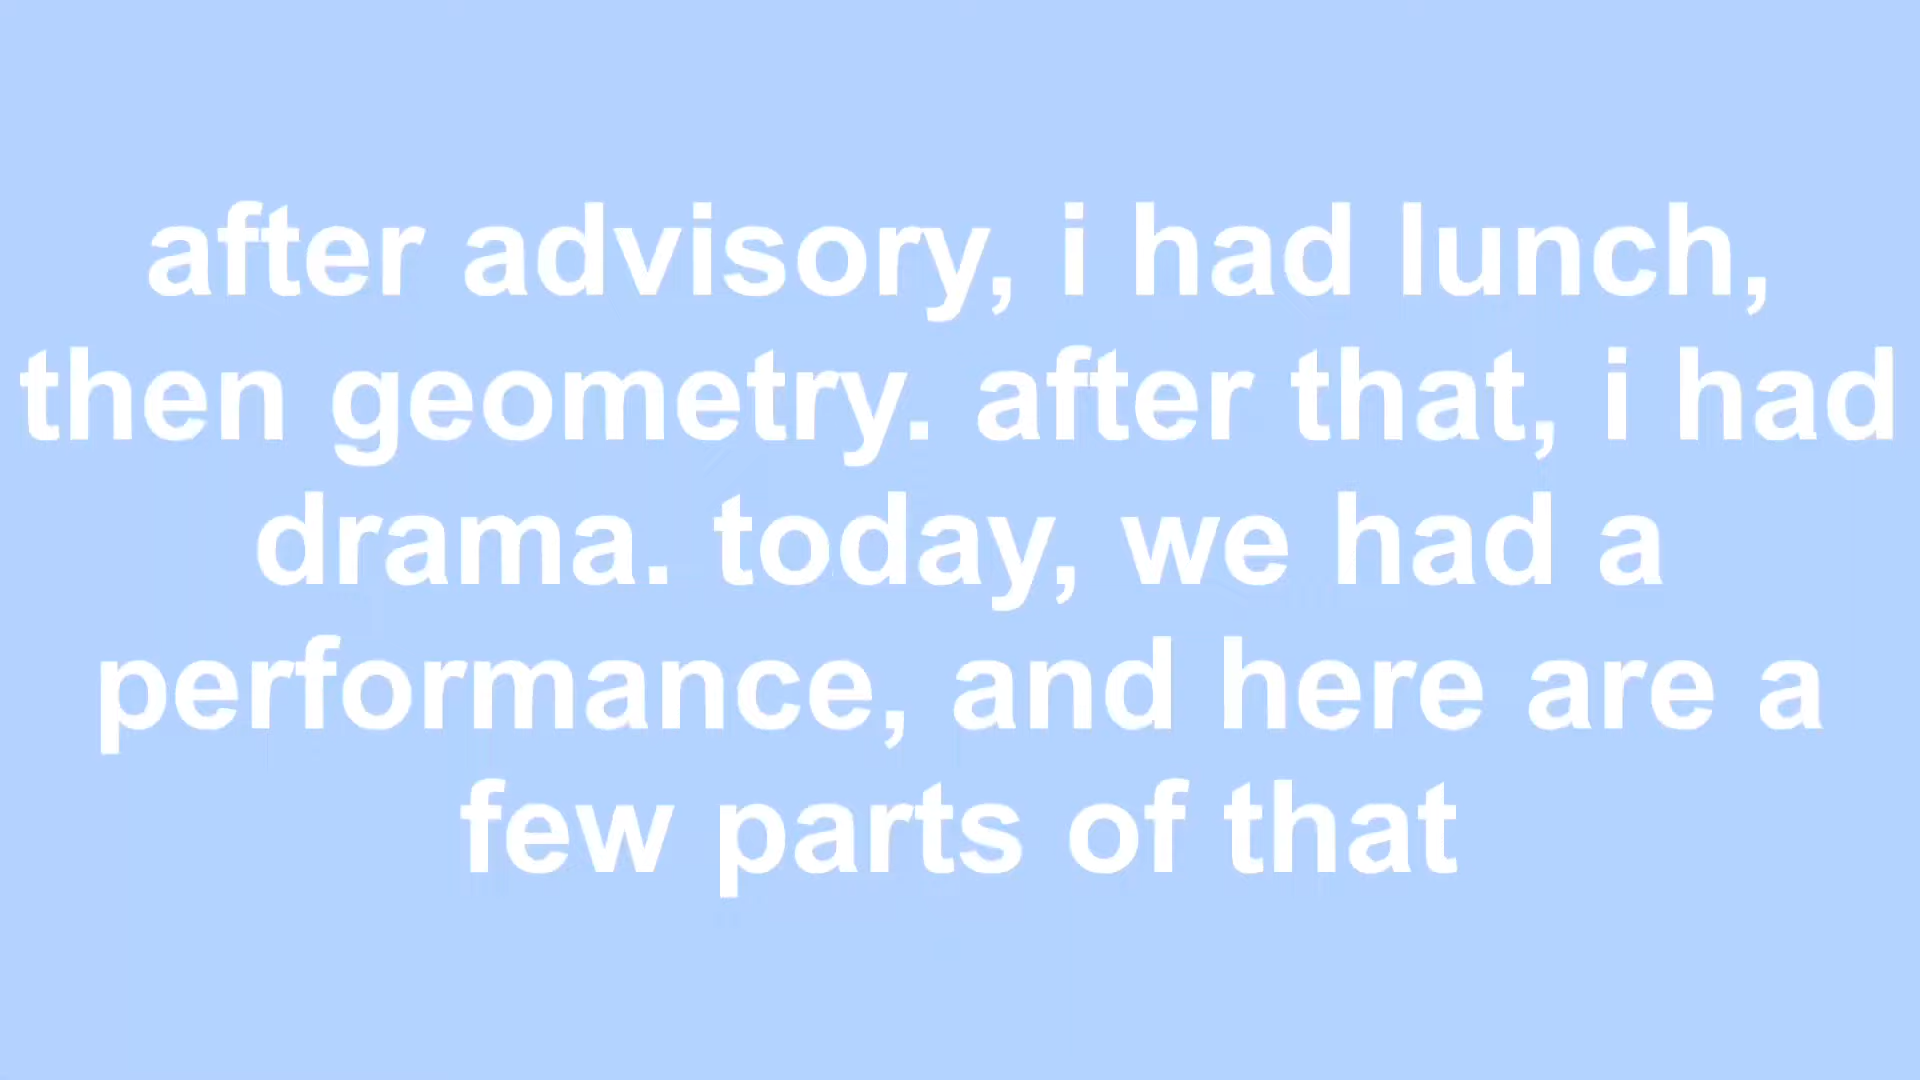 after advisory, i had lunch,
then geometry. after that, i had
drama. today, we had a
performance, and here are a
few parts of that